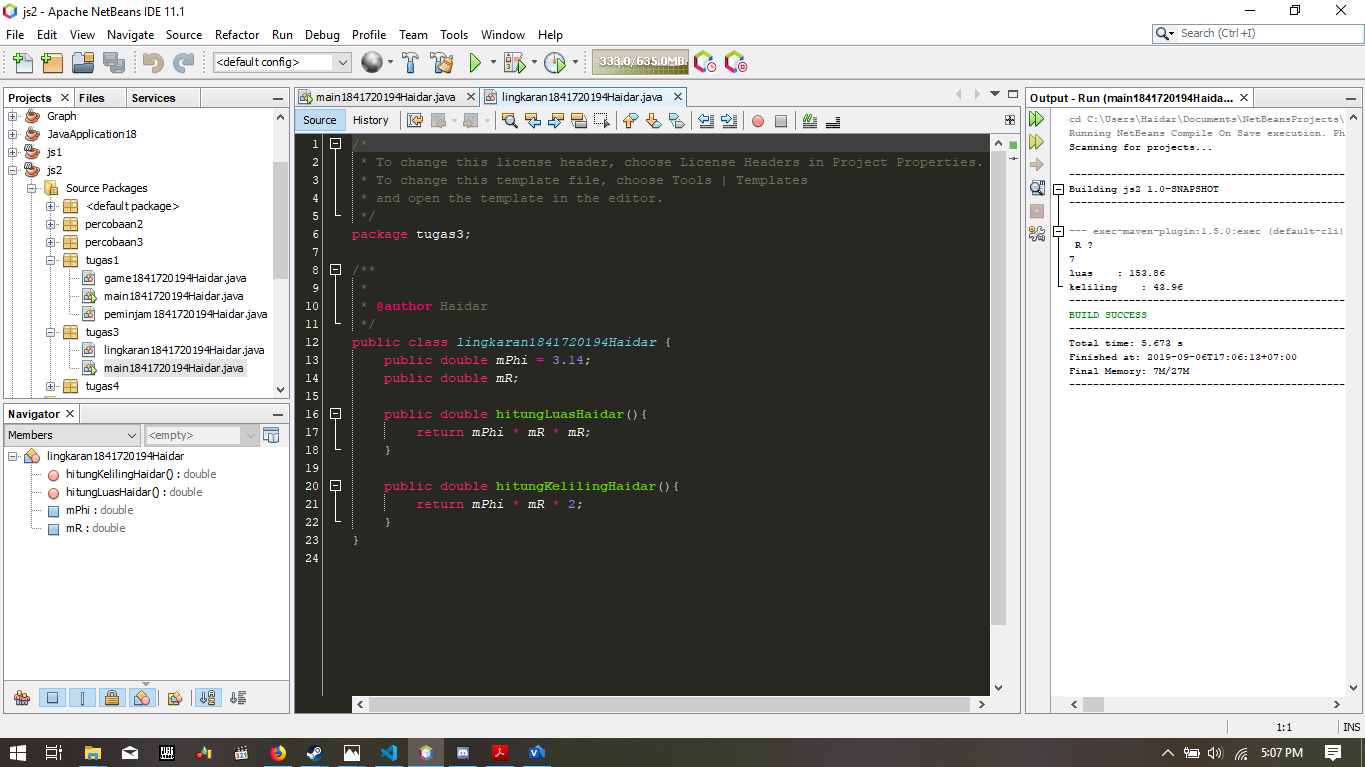 js2 - Apache NetBeans IDE 11.1
File Edit View Navigate Source Refactor Run Debug Profile Team Tools Window Help
Search (Ctrl+I)
<default config>
333.0/635.0MB
Projects Files Services
Graph
JavaApplication18
js1
js2
Source Packages
<default package>
percobaan2
percobaan3
tugas1
game1841720194Haidar.java
main1841720194Haidar.java
peminjam1841720194Haidar.java
tugas3
lingkaran1841720194Haidar.java
main1841720194Haidar.java
tugas4
Navigator
Members <empty>
lingkaran1841720194Haidar
hitungKelilingHaidar() : double
hitungLuasHaidar() : double
mPhi : double
mR : double
main1841720194Haidar.java lingkaran1841720194Haidar.java
Source History
1 /*
2 * To change this license header, choose License Headers in Project Properties.
3 * To change this template file, choose Tools | Templates
4 * and open the template in the editor.
5 */
6 package tugas3;
7
8 /**
9 *
10 * @author Haidar
11 */
12 public class lingkaran1841720194Haidar {
13 public double mPhi = 3.14;
14 public double mR;
15
16 public double hitungLuasHaidar(){
17 return mPhi * mR * mR;
18 }
19
20 public double hitungKelilingHaidar(){
21 return mPhi * mR * 2;
22 }
23 }
24
Output - Run (main1841720194Haida...
cd C:\Users\Haidar\Documents\NetBeansProjects\
Running NetBeans Compile On Save execution. Ph
Scanning for projects...
------------------------------------------------
Building js2 1.0-SNAPSHOT
------------------------------------------------
--- exec-maven-plugin:1.5.0:exec (default-cli)
R ?
7
luas : 153.86
keliling : 43.96
------------------------------------------------
BUILD SUCCESS
------------------------------------------------
Total time: 5.673 s
Finished at: 2019-09-06T17:06:13+07:00
Final Memory: 7M/27M
------------------------------------------------
1:1 INS
5:07 PM